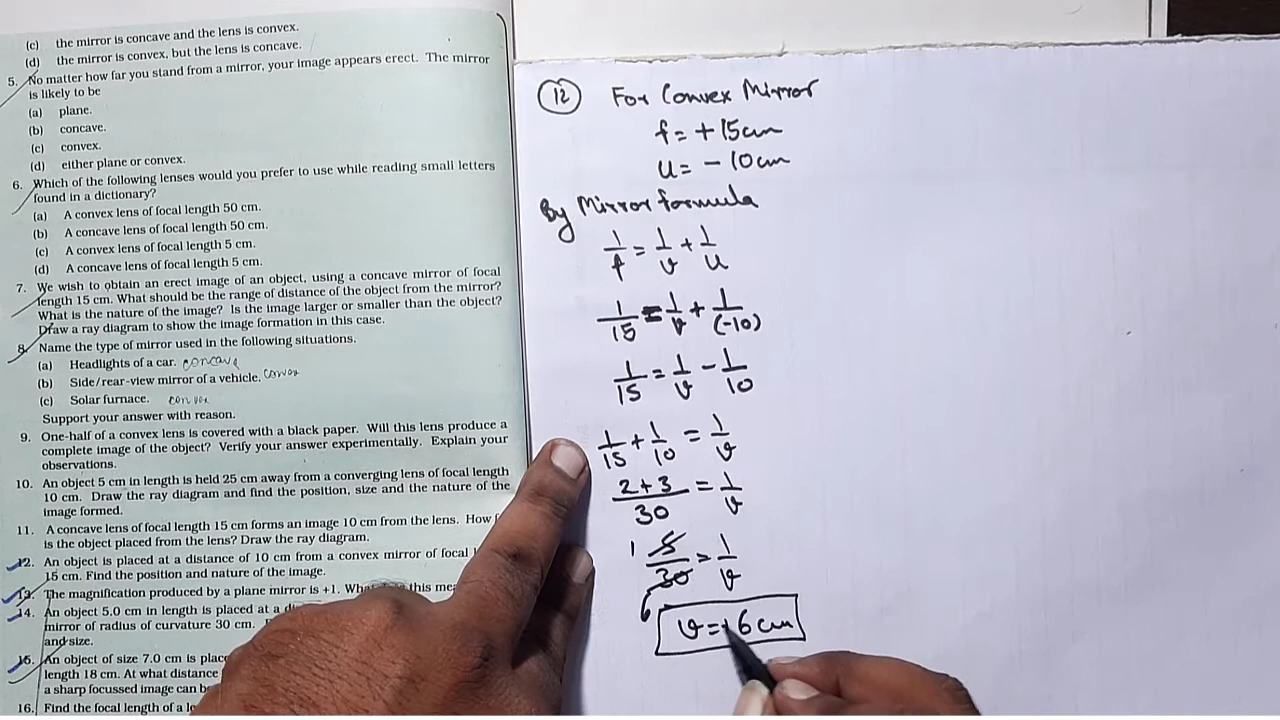 (c) the mirror is concave and the lens is convex.
(d) the mirror is convex, but the lens is concave.
5. No matter how far you stand from a mirror, your image appears erect. The mirror
is likely to be
(a) plane.
(b) concave.
(c) convex.
(d) either plane or convex.
6. Which of the following lenses would you prefer to use while reading small letters
found in a dictionary?
(a) A convex lens of focal length 50 cm.
(b) A concave lens of focal length 50 cm.
(c) A convex lens of focal length 5 cm.
(d) A concave lens of focal length 5 cm.
7. We wish to obtain an erect image of an object, using a concave mirror of focal
length 15 cm. What should be the range of distance of the object from the mirror?
What is the nature of the image? Is the image larger or smaller than the object?
Draw a ray diagram to show the image formation in this case.
8. Name the type of mirror used in the following situations.
(a) Headlights of a car. concave
(b) Side/rear-view mirror of a vehicle. convex
(c) Solar furnace. convex
Support your answer with reason.
9. One-half of a convex lens is covered with a black paper. Will this lens produce a
complete image of the object? Verify your answer experimentally. Explain your
observations.
10. An object 5 cm in length is held 25 cm away from a converging lens of focal length
10 cm. Draw the ray diagram and find the position, size and the nature of the
image formed.
11. A concave lens of focal length 15 cm forms an image 10 cm from the lens. How
is the object placed from the lens? Draw the ray diagram.
12. An object is placed at a distance of 10 cm from a convex mirror of focal
15 cm. Find the position and nature of the image.
13. The magnification produced by a plane mirror is +1. this
14. An object 5.0 cm in length is placed at a
mirror of radius of curvature 30 cm.
and size.
15. An object of size 7.0 cm is
length 18 cm. At what distance
a sharp focussed image can
16. Find the focal length of a
12 For Convex Mirror
f = +15cm
u = -10cm
By Mirror formula
1/f = 1/v + 1/u
1/15 = 1/v + 1/(-10)
1/15 = 1/v - 1/10
1/15 + 1/10 = 1/v
2+3/30 = 1/v
1 5/30 = 1/v
6
v = +6cm